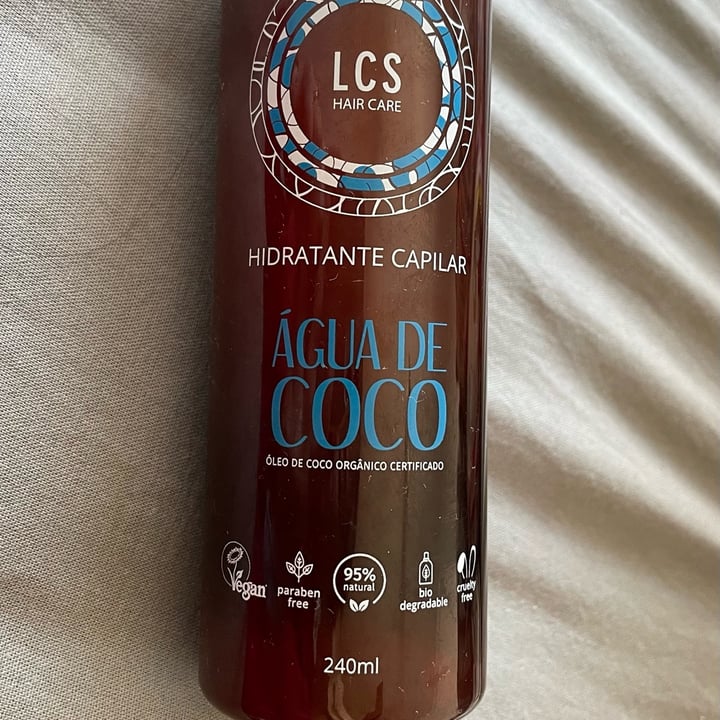 LCS
HAIR CARE
HIDRATANTE CAPILAR
ÁGUA DE
COCO
ÓLEO DE COCO ORGÂNICO CERTIFICADO
Vegan
paraben
free
95%
natural
bio
degradable
cruelty
free
240ml